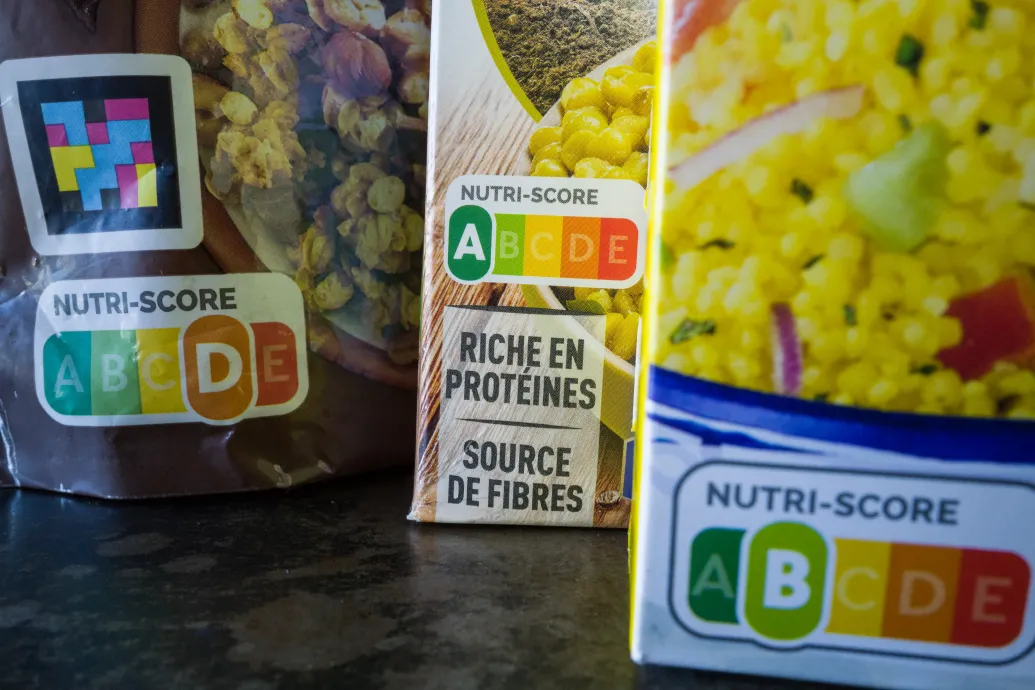 NUTRI-SCORE
A B C D E
NUTRI-SCORE
A B C D E
RICHE EN
PROTÉINES
SOURCE
DE FIBRES
NUTRI-SCORE
A B C D E